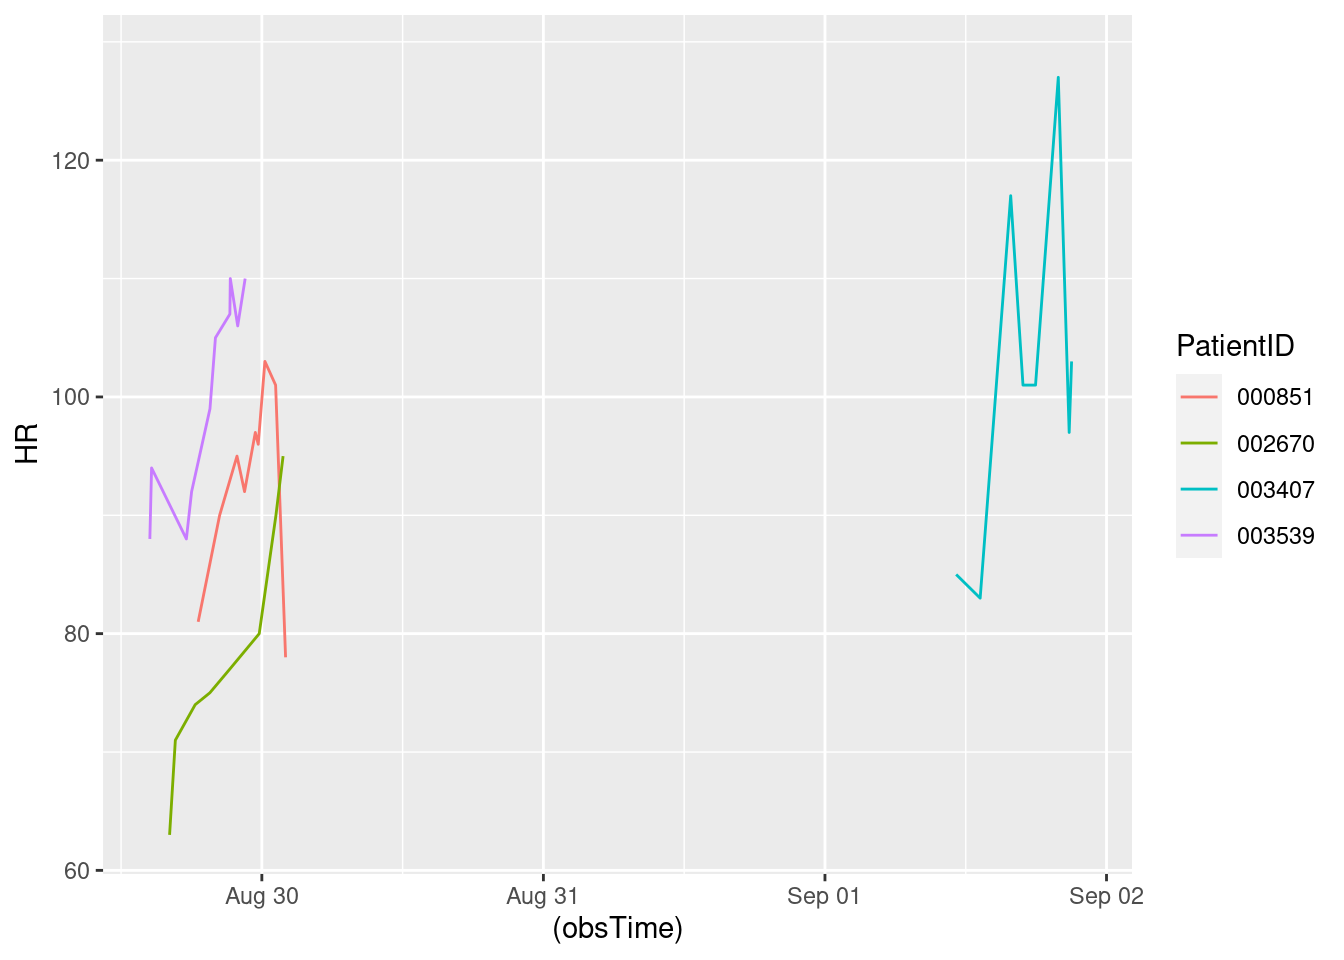 120
100
80
60
HR
Aug 30
Aug 31
Sep 01
Sep 02
(obsTime)
PatientID
000851
002670
003407
003539